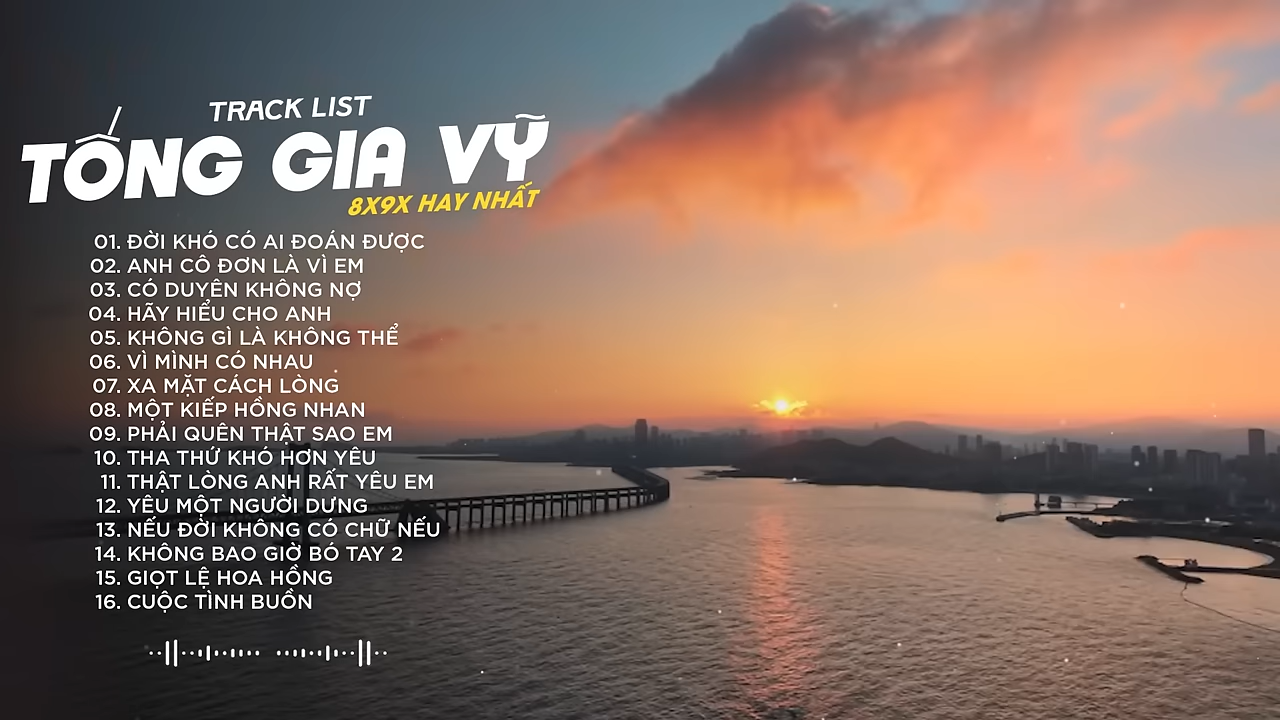 TRACK LIST
TỐNG GIA VỸ
8X9X HAY NHẤT
01. ĐỜI KHÓ CÓ AI ĐOÁN ĐƯỢC
02. ANH CÔ ĐƠN LÀ VÌ EM
03. CÓ DUYÊN KHÔNG NỢ
04. HÃY HIỂU CHO ANH
05. KHÔNG GÌ LÀ KHÔNG THỂ
06. VÌ MÌNH CÓ NHAU
07. XA MẶT CÁCH LÒNG
08. MỘT KIẾP HỒNG NHAN
09. PHẢI QUÊN THẬT SAO EM
10. THA THỨ KHÓ HƠN YÊU
11. THẬT LÒNG ANH RẤT YÊU EM
12. YÊU MỘT NGƯỜI DƯNG
13. NẾU ĐỜI KHÔNG CÓ CHỮ NẾU
14. KHÔNG BAO GIỜ BÓ TAY 2
15. GIỌT LỆ HOA HỒNG
16. CUỘC TÌNH BUỒN